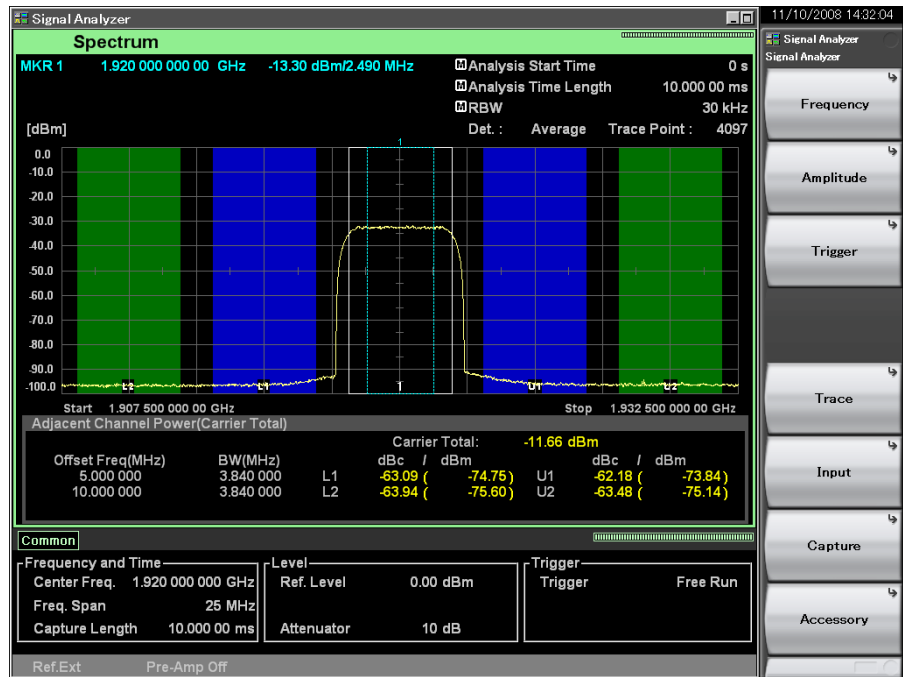 Signal Analyzer
11/10/2008 14:32:04
Spectrum
Signal Analyzer
Signal Analyzer
MKR 1 1.920 000 000 00 GHz -13.30 dBm/2.490 MHz
Analysis Start Time 0 s
Analysis Time Length 10.000 00 ms
RBW 30 kHz
[dBm] Det. : Average Trace Point : 4097
1
0.0
-10.0
-20.0
-30.0
-40.0
-50.0
-60.0
-70.0
-80.0
-90.0
-100.0
L2 L1 1 U1 U2
Start 1.907 500 000 00 GHz Stop 1.932 500 000 00 GHz
Adjacent Channel Power(Carrier Total)
Carrier Total: -11.66 dBm
Offset Freq(MHz) BW(MHz) dBc / dBm dBc / dBm
5.000 000 3.840 000 L1 -63.09 ( -74.75) U1 -62.18 ( -73.84)
10.000 000 3.840 000 L2 -63.94 ( -75.60) U2 -63.48 ( -75.14)
Common
Frequency and Time
Center Freq. 1.920 000 000 GHz
Freq. Span 25 MHz
Capture Length 10.000 00 ms
Level
Ref. Level 0.00 dBm
Attenuator 10 dB
Trigger
Trigger Free Run
Ref.Ext Pre-Amp Off
Frequency
Amplitude
Trigger
Trace
Input
Capture
Accessory